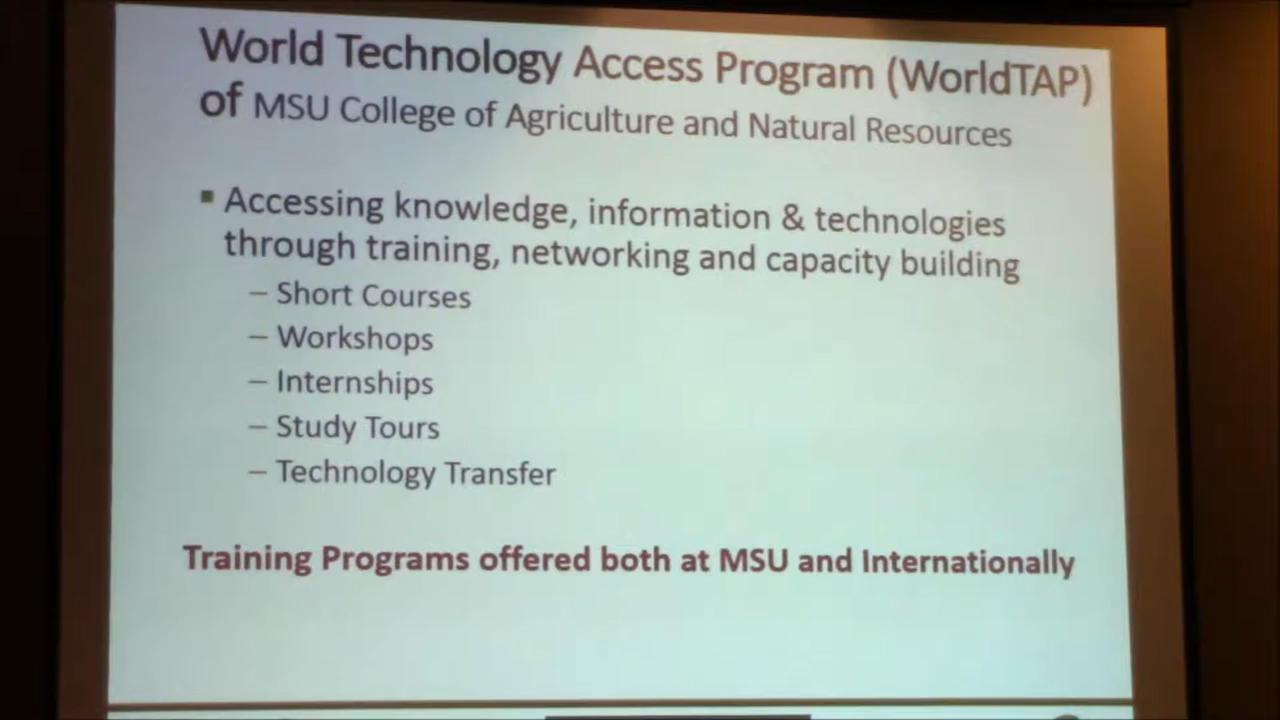 World Technology Access Program (WorldTAP)
of MSU College of Agriculture and Natural Resources
▪ Accessing knowledge, information & technologies
through training, networking and capacity building
– Short Courses
– Workshops
– Internships
– Study Tours
– Technology Transfer
Training Programs offered both at MSU and Internationally